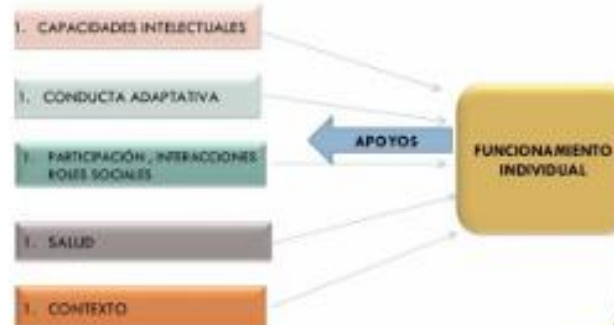 1. CAPACIDADES INTELECTUALES
1. CONDUCTA ADAPTATIVA
1. PARTICIPACIÓN , INTERACCIONES
ROLES SOCIALES
1. SALUD
1. CONTEXTO
APOYOS
FUNCIONAMIENTO
INDIVIDUAL